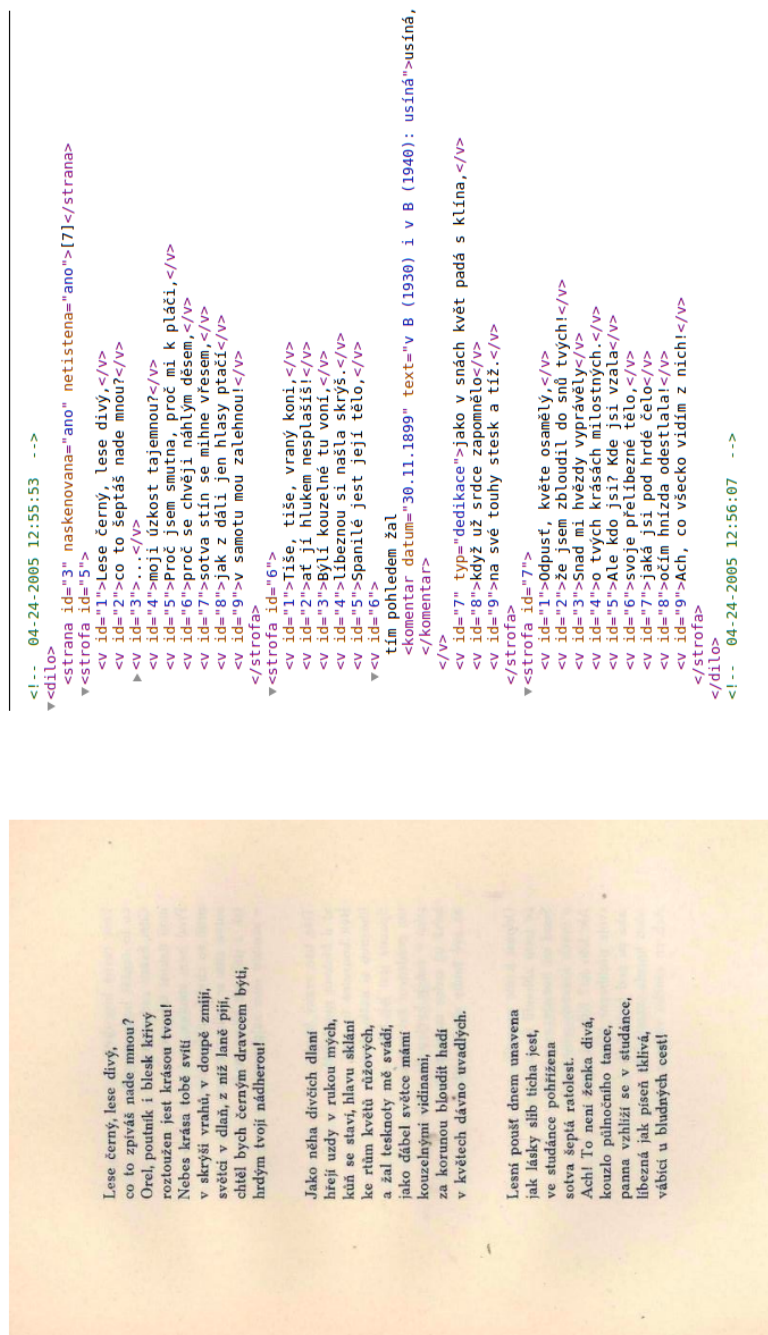 Lese černý, lese divý,
co to zpíváš nade mnou?
Orel, poutník i blesk křivý
roztoužen jest krásou tvou!
Nebes krása tobě svítí
v skrýši vrahů, v doupě zmijí,
světící v dlaň, z níž laně pijí,
chtěl bych černým dravcem býti,
hrdým tvojí nádherou!
Jako něha dívčích dlaní
hřejí uzdy v rukou mých,
kůň se staví, hlavu sklání
ke rtům květů růžových,
a žal tesknoty mě svádí,
jako ďábel světce mámí
kouzelnými vidinami,
za korunou bloudit hadí
v květech dávno uvadlých.
Lesní poušť dnem unavena
jak lásky slib ticha jest,
ve studánce pohřížena
sotva šeptá ratolest.
Ach! To není ženka divá,
kouzlo půlnočního tance,
panna vzhlíží se v studánce,
líbezná jak píseň tklivá,
vábící u bludných cest!
<!-- 04-24-2005 12:55:53 -->
▼<dilo>
<strana id="3" naskenovana="ano" netistena="ano">[7]</strana>
▼<strofa id="5">
<v id="1">Lese černý, lese divý,</v>
<v id="2">co to šeptáš nade mnou?</v>
▶<v id="3">...</v>
<v id="4">mojí úzkost tajemnou?</v>
<v id="5">Proč jsem smutna, proč mi k pláči,</v>
<v id="6">proč se chvěji náhlým děsem,</v>
<v id="7">sotva stín se mihne vřesem,</v>
<v id="8">jak z dáli jen hlasy ptačí</v>
<v id="9">v samotu mou zalehnou!</v>
</strofa>
▼<strofa id="6">
<v id="1">Tiše, tiše, vraný koni,</v>
<v id="2">ať jí hlukem nesplašíš!</v>
<v id="3">Býlí kouzelné tu voní,</v>
<v id="4">líbeznou si našla skrýš.</v>
<v id="5">Spanilé jest její tělo,</v>
▼<v id="6">
tím pohledem žal
<komentar datum="30.11.1899" text="v B (1930) i v B (1940): usíná">usíná,
</komentar>
</v>
<v id="7" typ="dedikace">jako v snách květ padá s klína,</v>
<v id="8">když už srdce zapomnělo</v>
<v id="9">na své touhy stesk a tíž.</v>
</strofa>
▼<strofa id="7">
<v id="1">Odpusť, květe osamělý,</v>
<v id="2">že jsem zbloudil do snů tvých!</v>
<v id="3">Snad mi hvězdy vyprávěly</v>
<v id="4">o tvých krásách milostných.</v>
<v id="5">Ale kdo jsi? Kde jsi vzala</v>
<v id="6">svoje přelíbezné tělo,</v>
<v id="7">jaká jsi pod hrdé čelo</v>
<v id="8">očím hnízda odestlala!</v>
<v id="9">Ach, co všecko vidím z nich!</v>
</strofa>
</dilo>
<!-- 04-24-2005 12:56:07 -->